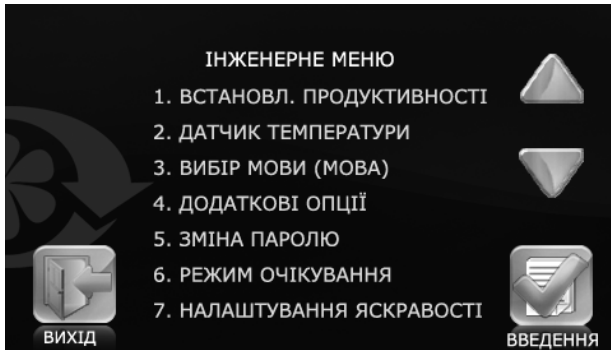 ІНЖЕНЕРНЕ МЕНЮ
1. ВСТАНОВЛ. ПРОДУКТИВНОСТІ
2. ДАТЧИК ТЕМПЕРАТУРИ
3. ВИБІР МОВИ (МОВА)
4. ДОДАТКОВІ ОПЦІЇ
5. ЗМІНА ПАРОЛЮ
6. РЕЖИМ ОЧІКУВАННЯ
7. НАЛАШТУВАННЯ ЯСКРАВОСТІ
ВИХІД
ВВЕДЕННЯ